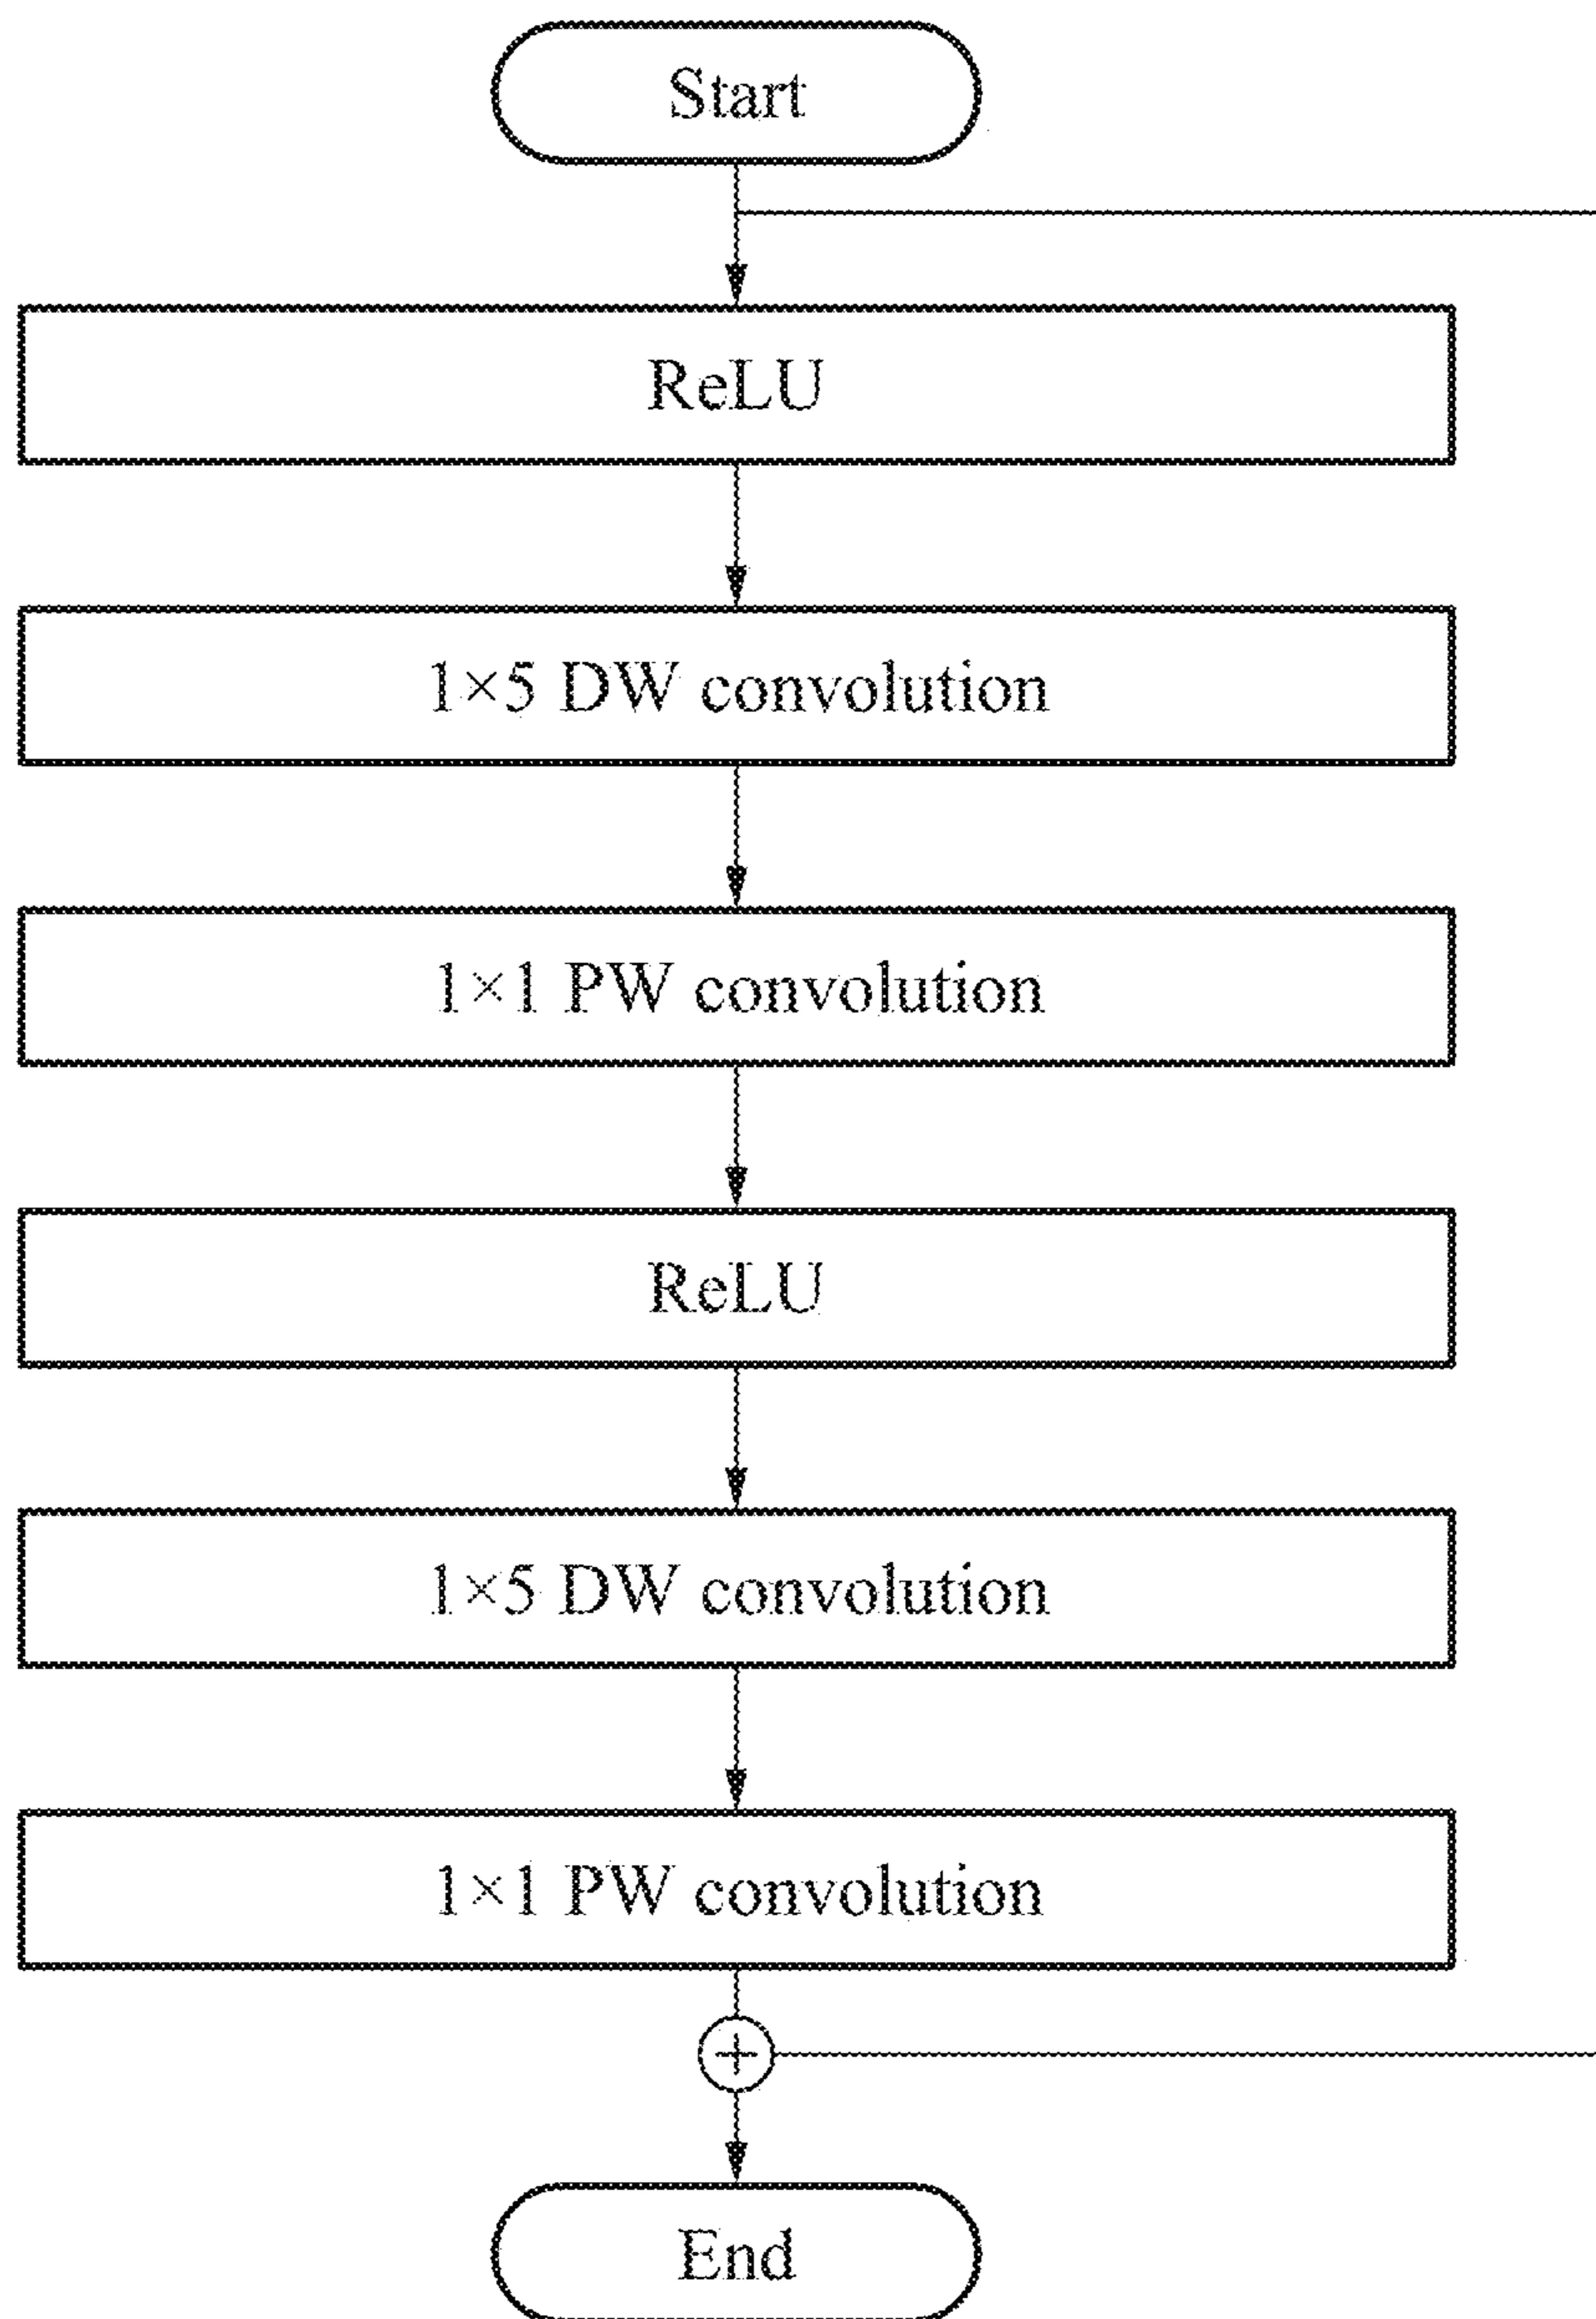 Start
ReLU
1×5 DW convolution
1×1 PW convolution
ReLU
1×5 DW convolution
1×1 PW convolution
+
End